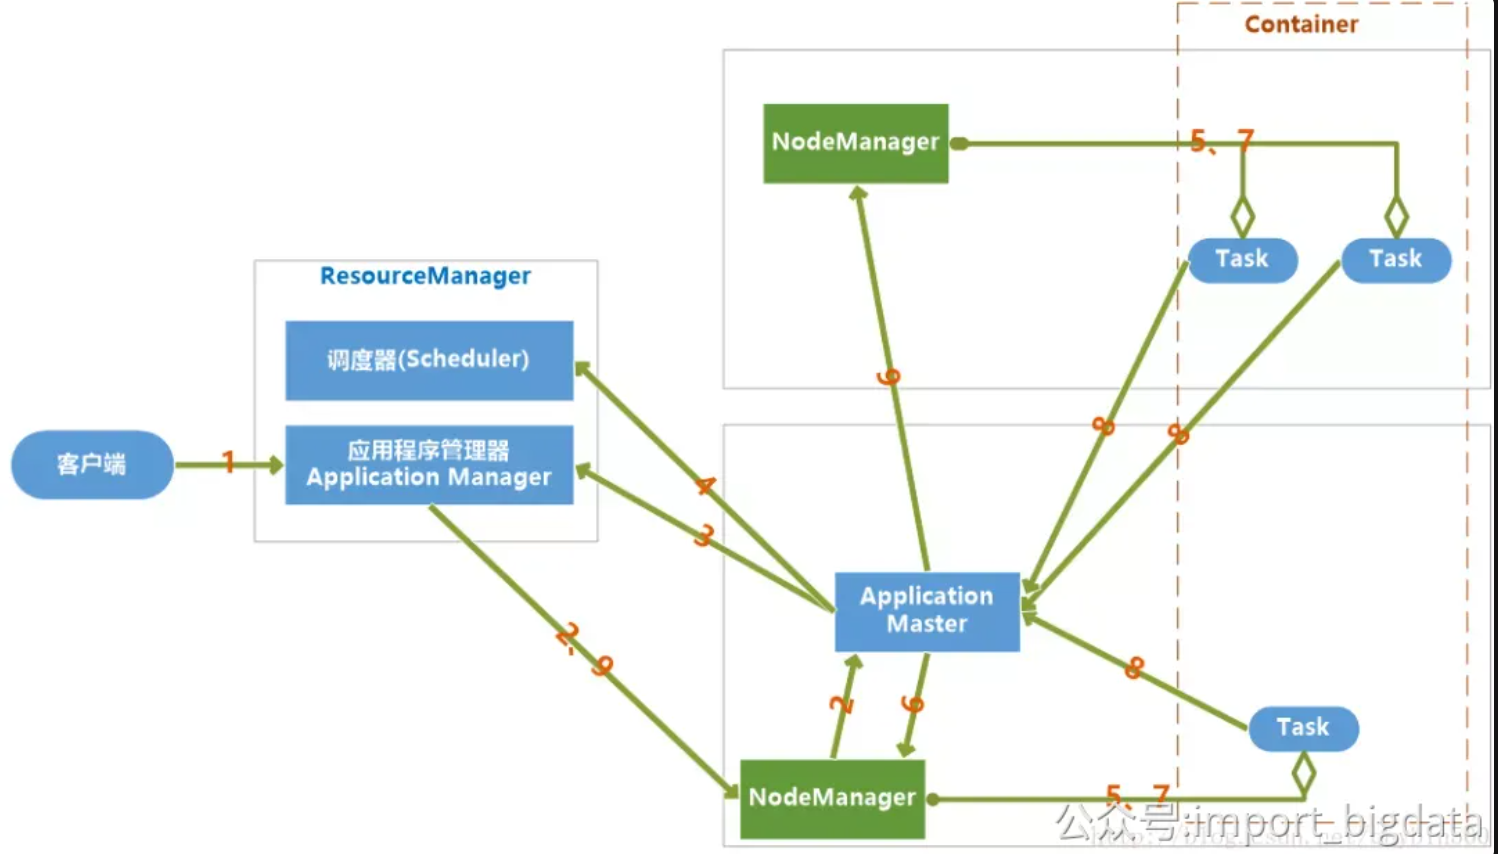 Container
NodeManager
5、7
Task
Task
ResourceManager
调度器(Scheduler)
6
8
8
应用程序管理器
Application Manager
客户端
1
4
3
Application
Master
2、9
8
2
6
Task
NodeManager
5、7
公众号:import_bigdata